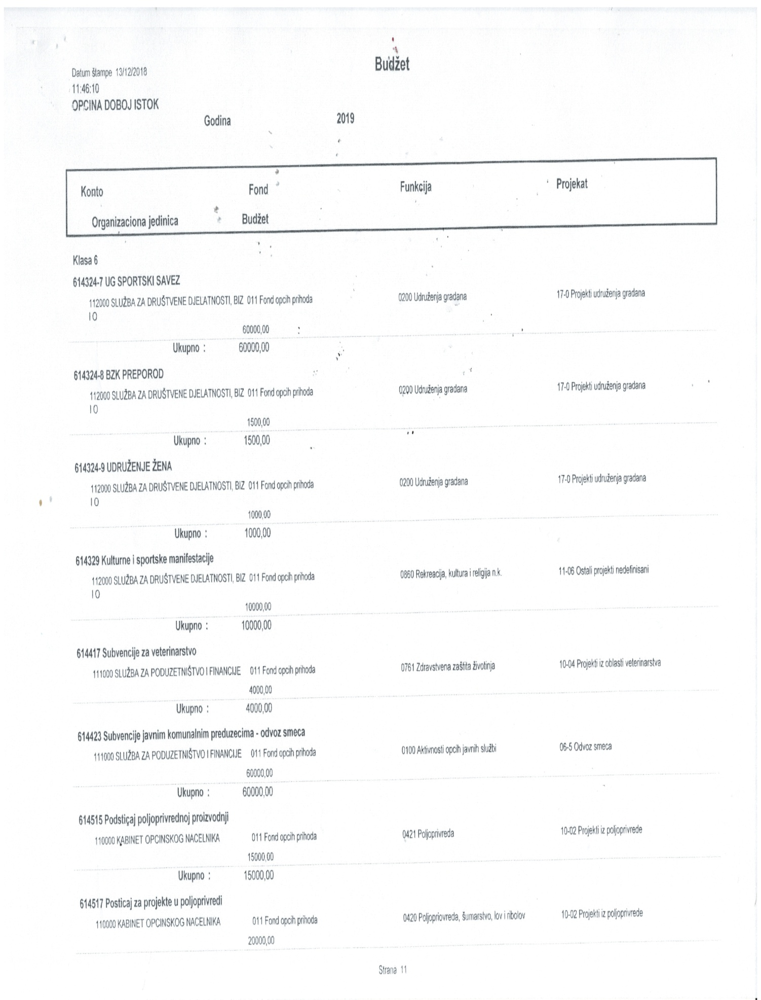 Budžet
Datum štampe 13/12/2018
11:46:10
OPCINA DOBOJ ISTOK
Godina 2019
Konto Fond Funkcija Projekat
Organizaciona jedinica Budžet
Klasa 6
614324-7 UG SPORTSKI SAVEZ
112000 SLUŽBA ZA DRUŠTVENE DJELATNOSTI, BIZ 011 Fond opcih prihoda 0200 Udruženja gradana 17-0 Projekti udruženja gradana
I O
60000,00
Ukupno : 60000,00
614324-8 BZK PREPOROD
112000 SLUŽBA ZA DRUŠTVENE DJELATNOSTI, BIZ 011 Fond opcih prihoda 0200 Udruženja gradana 17-0 Projekti udruženja gradana
I O
1500,00
Ukupno : 1500,00
614324-9 UDRUŽENJE ŽENA
112000 SLUŽBA ZA DRUŠTVENE DJELATNOSTI, BIZ 011 Fond opcih prihoda 0200 Udruženja gradana 17-0 Projekti udruženja gradana
I O
1000,00
Ukupno : 1000,00
614329 Kulturne i sportske manifestacije
112000 SLUŽBA ZA DRUŠTVENE DJELATNOSTI, BIZ 011 Fond opcih prihoda 0860 Rekreacija, kultura i religija n.k. 11-06 Ostali projekti nedefinisani
I O
10000,00
Ukupno : 10000,00
614417 Subvencije za veterinarstvo
111000 SLUŽBA ZA PODUZETNIŠTVO I FINANCIJE 011 Fond opcih prihoda 0761 Zdravstvena zaštita životinja 10-04 Projekti iz oblasti veterinarstva
4000,00
Ukupno : 4000,00
614423 Subvencije javnim komunalnim preduzecima - odvoz smeca
111000 SLUŽBA ZA PODUZETNIŠTVO I FINANCIJE 011 Fond opcih prihoda 0100 Aktivnosti opcih javnih službi 06-5 Odvoz smeca
60000,00
Ukupno : 60000,00
614515 Podsticaj poljoprivrednoj proizvodnji
110000 KABINET OPCINSKOG NACELNIKA 011 Fond opcih prihoda 0421 Poljoprivreda 10-02 Projekti iz poljoprivrede
15000,00
Ukupno : 15000,00
614517 Posticaj za projekte u poljoprivredi
110000 KABINET OPCINSKOG NACELNIKA 011 Fond opcih prihoda 0420 Poljopriovreda, šumarstvo, lov i ribolov 10-02 Projekti iz poljoprivrede
20000,00
Strana 11